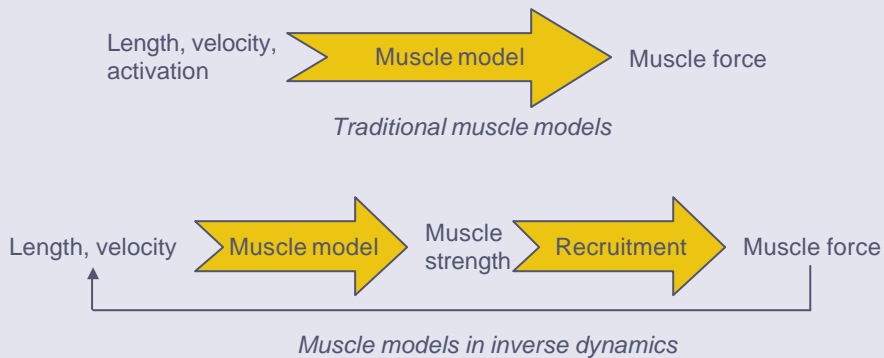 Length, velocity,
activation
Muscle model
Muscle force
Traditional muscle models
Length, velocity
Muscle model
Muscle
strength
Recruitment
Muscle force
Muscle models in inverse dynamics